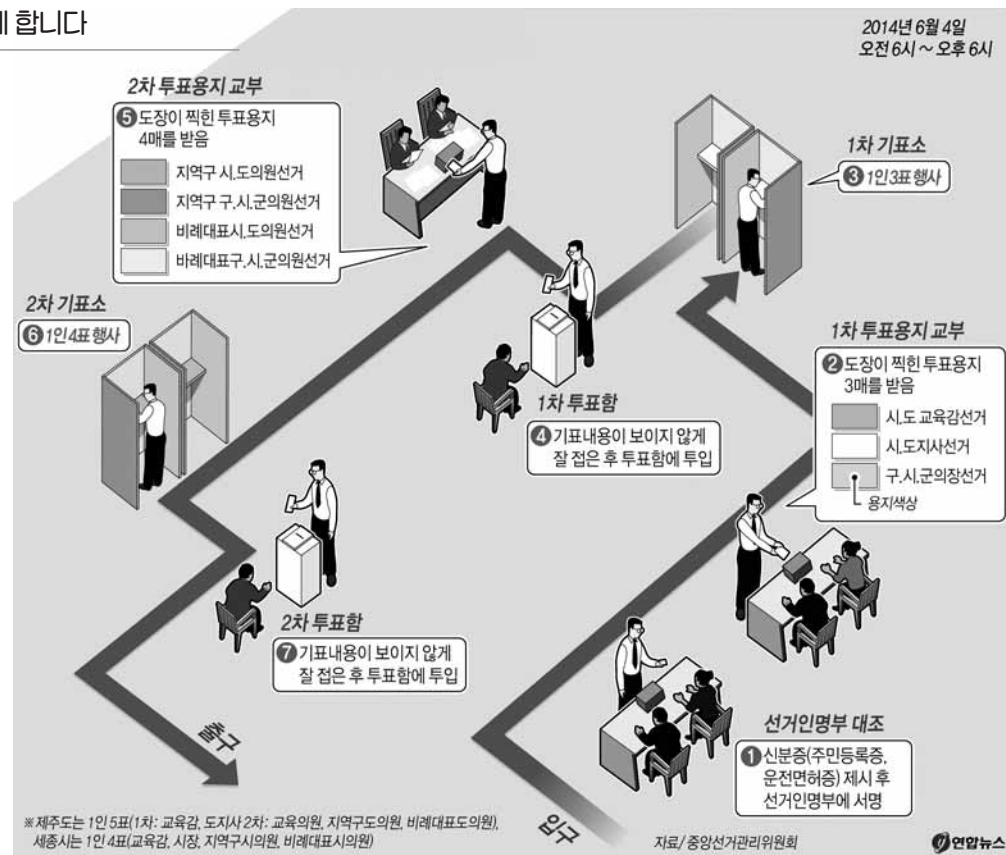 합니다
2014년 6월 4일
오전 6시 ~ 오후 6시
2차 투표용지 교부
⑤ 도장이 찍힌 투표용지
4매를 받음
지역구 시.도의원선거
지역구 구.시.군의원선거
비례대표시.도의원선거
바례대표구.시.군의원선거
1차 기표소
③ 1인 3표 행사
2차 기표소
⑥ 1인 4표 행사
1차 투표용지 교부
② 도장이 찍힌 투표용지
3매를 받음
시.도 교육감선거
시.도지사선거
구.시.군의장선거
용지색상
1차 투표함
④ 기표내용이 보이지 않게
잘 접은 후 투표함에 투입
2차 투표함
⑦ 기표내용이 보이지 않게
잘 접은 후 투표함에 투입
선거인명부 대조
① 신분증(주민등록증,
운전면허증) 제시 후
선거인명부에 서명
출구
입구
※ 제주도는 1인 5표(1차: 교육감, 도지사 2차: 교육의원, 지역구도의원, 비례대표도의원),
세종시는 1인 4표(교육감, 시장, 지역구시의원, 비례대표시의원)
자료/ 중앙선거관리위원회
연합뉴스